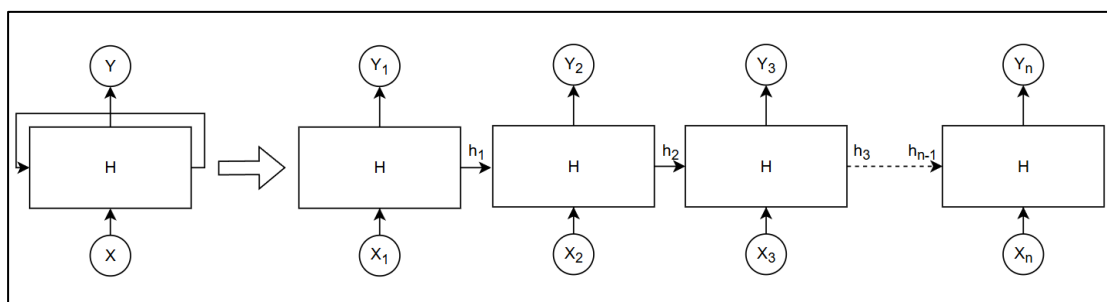 Y Y₁ Y₂ Y₃ Yₙ
H H h₁ H h₂ H h₃ hₙ₋₁ H
X X₁ X₂ X₃ Xₙ